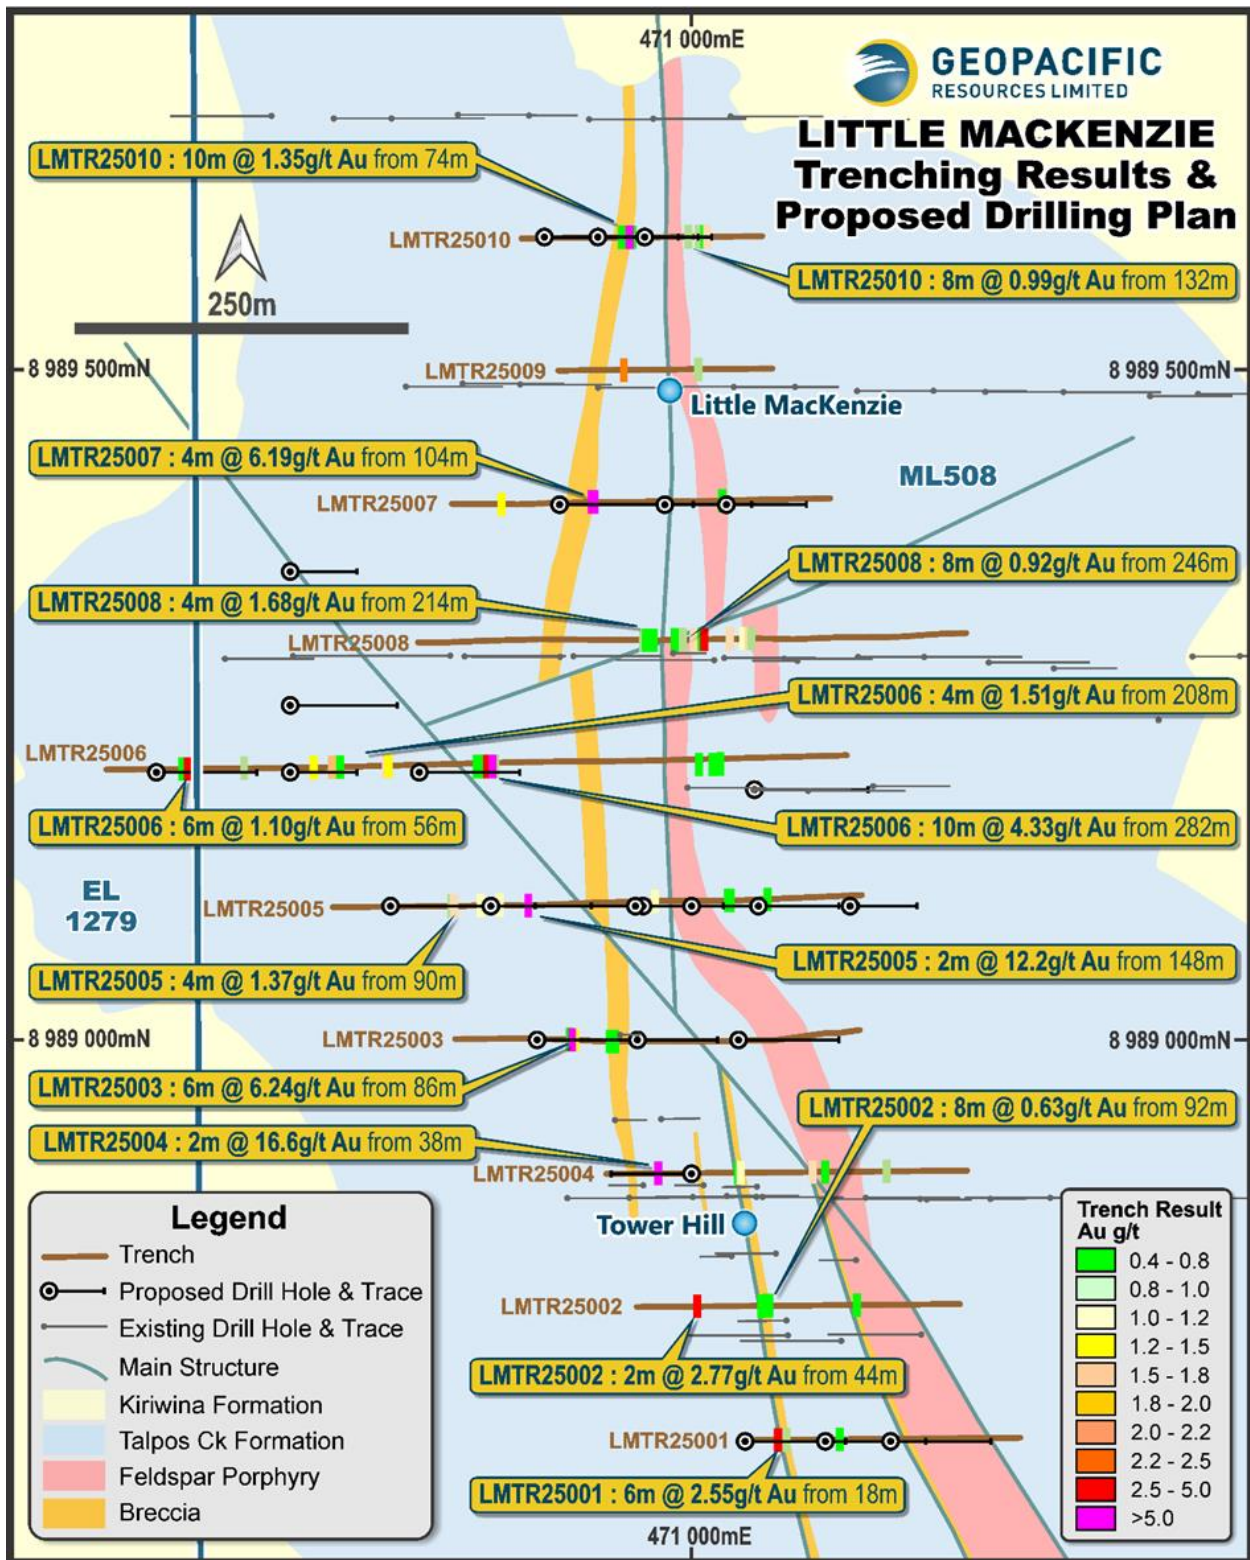 471 000mE
GEOPACIFIC
RESOURCES LIMITED
LITTLE MACKENZIE
Trenching Results &
Proposed Drilling Plan
LMTR25010 : 10m @ 1.35g/t Au from 74m
LMTR25010
LMTR25010 : 8m @ 0.99g/t Au from 132m
250m
8 989 500mN
LMTR25009
8 989 500mN
Little MacKenzie
LMTR25007 : 4m @ 6.19g/t Au from 104m
ML508
LMTR25007
LMTR25008 : 8m @ 0.92g/t Au from 246m
LMTR25008 : 4m @ 1.68g/t Au from 214m
LMTR25008
LMTR25006 : 4m @ 1.51g/t Au from 208m
LMTR25006
LMTR25006 : 6m @ 1.10g/t Au from 56m
LMTR25006 : 10m @ 4.33g/t Au from 282m
EL
1279
LMTR25005
LMTR25005 : 2m @ 12.2g/t Au from 148m
LMTR25005 : 4m @ 1.37g/t Au from 90m
8 989 000mN
LMTR25003
8 989 000mN
LMTR25003 : 6m @ 6.24g/t Au from 86m
LMTR25002 : 8m @ 0.63g/t Au from 92m
LMTR25004 : 2m @ 16.6g/t Au from 38m
LMTR25004
Tower Hill
LMTR25002
LMTR25002 : 2m @ 2.77g/t Au from 44m
LMTR25001
LMTR25001 : 6m @ 2.55g/t Au from 18m
471 000mE
Legend
Trench
Proposed Drill Hole & Trace
Existing Drill Hole & Trace
Main Structure
Kiriwina Formation
Talpos Ck Formation
Feldspar Porphyry
Breccia
Trench Result
Au g/t
0.4 - 0.8
0.8 - 1.0
1.0 - 1.2
1.2 - 1.5
1.5 - 1.8
1.8 - 2.0
2.0 - 2.2
2.2 - 2.5
2.5 - 5.0
>5.0